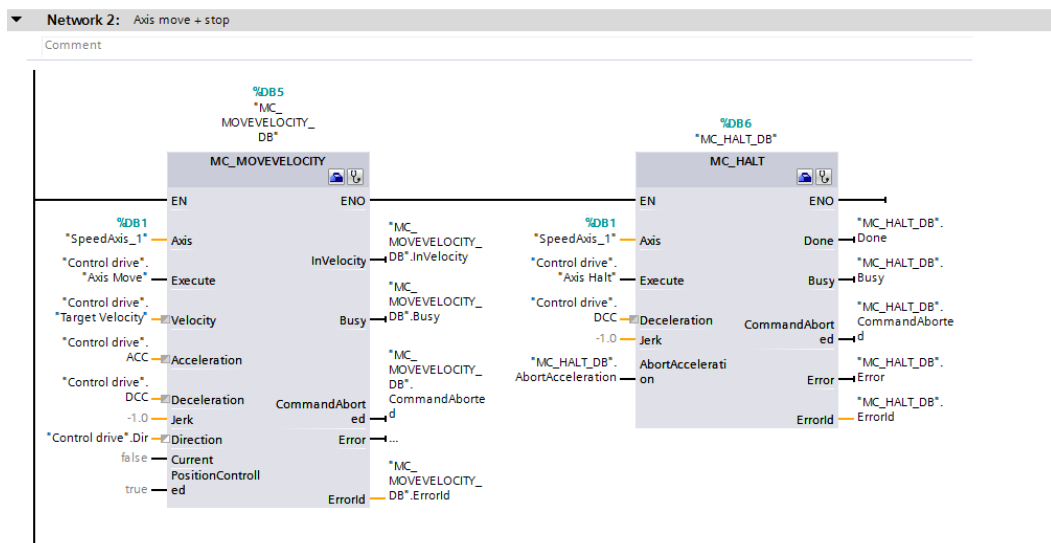 Network 2: Axis move + stop
Comment
%DB5
"MC_
MOVEVELOCITY_
DB"
MC_MOVEVELOCITY
EN
ENO
%DB1
"SpeedAxis_1"
Axis
"Control drive".
"Axis Move"
Execute
"Control drive".
"Target Velocity"
Velocity
"Control drive".
ACC
Acceleration
"Control drive".
DCC
Deceleration
-1.0
Jerk
"Control drive".Dir
Direction
false
Current
PositionControll
true
ed
InVelocity
"MC_
MOVEVELOCITY_
DB".InVelocity
Busy
"MC_
MOVEVELOCITY_
DB".Busy
CommandAbort
ed
"MC_
MOVEVELOCITY_
DB".
CommandAborte
d
Error
...
ErrorId
"MC_
MOVEVELOCITY_
DB".ErrorId
%DB6
"MC_HALT_DB"
MC_HALT
EN
ENO
%DB1
"SpeedAxis_1"
Axis
"Control drive".
"Axis Halt"
Execute
"Control drive".
DCC
Deceleration
-1.0
Jerk
"MC_HALT_DB".
AbortAcceleration
AbortAccelerati
on
Done
"MC_HALT_DB".
Done
Busy
"MC_HALT_DB".
Busy
CommandAbort
ed
"MC_HALT_DB".
CommandAborte
d
Error
"MC_HALT_DB".
Error
ErrorId
"MC_HALT_DB".
ErrorId